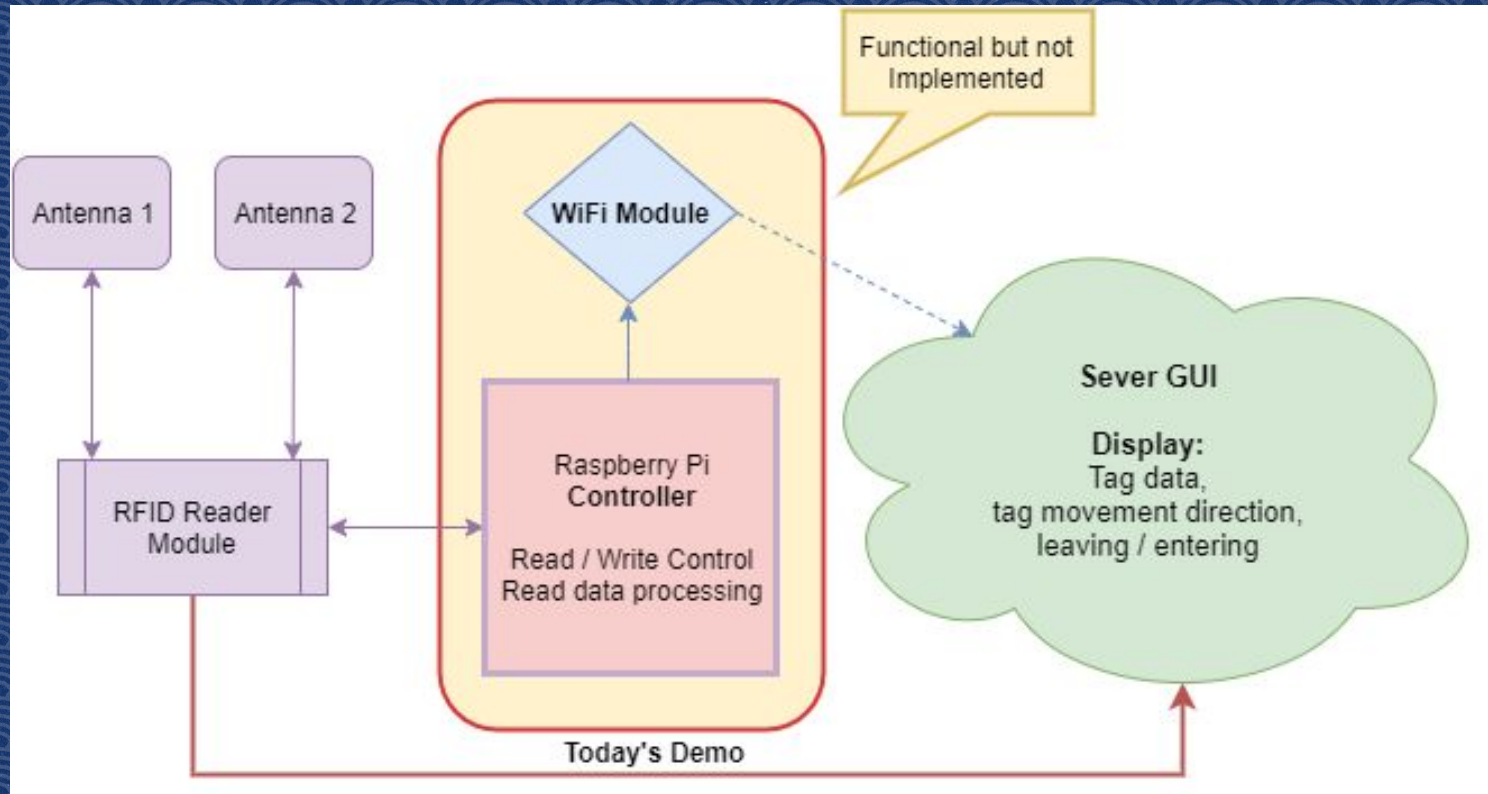 Functional but not
Implemented
Antenna 1
Antenna 2
WiFi Module
Sever GUI
Display:
Tag data,
tag movement direction,
leaving / entering
Raspberry Pi
Controller
Read / Write Control
Read data processing
RFID Reader
Module
Today's Demo